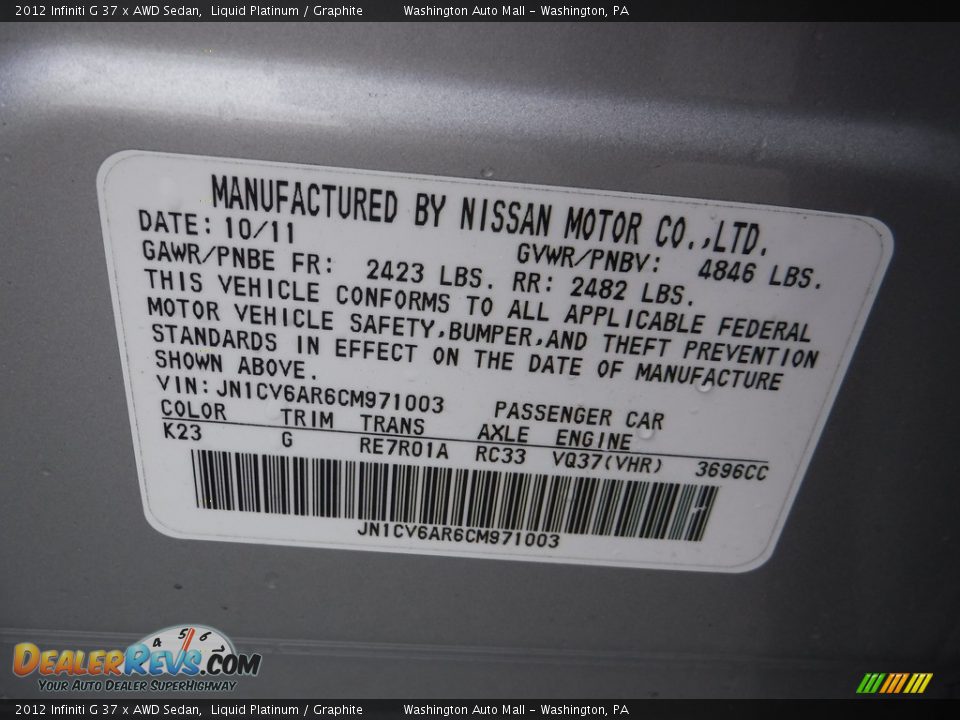 2012 Infiniti G 37 x AWD Sedan, Liquid Platinum / Graphite Washington Auto Mall - Washington, PA
MANUFACTURED BY NISSAN MOTOR CO.,LTD.
DATE: 10/11 GVWR/PNBV: 4846 LBS.
GAWR/PNBE FR: 2423 LBS. RR: 2482 LBS.
THIS VEHICLE CONFORMS TO ALL APPLICABLE FEDERAL
MOTOR VEHICLE SAFETY,BUMPER,AND THEFT PREVENTION
STANDARDS IN EFFECT ON THE DATE OF MANUFACTURE
SHOWN ABOVE.
VIN:JN1CV6AR6CM971003 PASSENGER CAR
COLOR TRIM TRANS AXLE ENGINE
K23 G RE7R01A RC33 VQ37(VHR) 3696CC
JN1CV6AR6CM971003
4 5 6 7
DEALERREVS.COM
YOUR AUTO DEALER SUPERHIGHWAY
2012 Infiniti G 37 x AWD Sedan, Liquid Platinum / Graphite Washington Auto Mall - Washington, PA